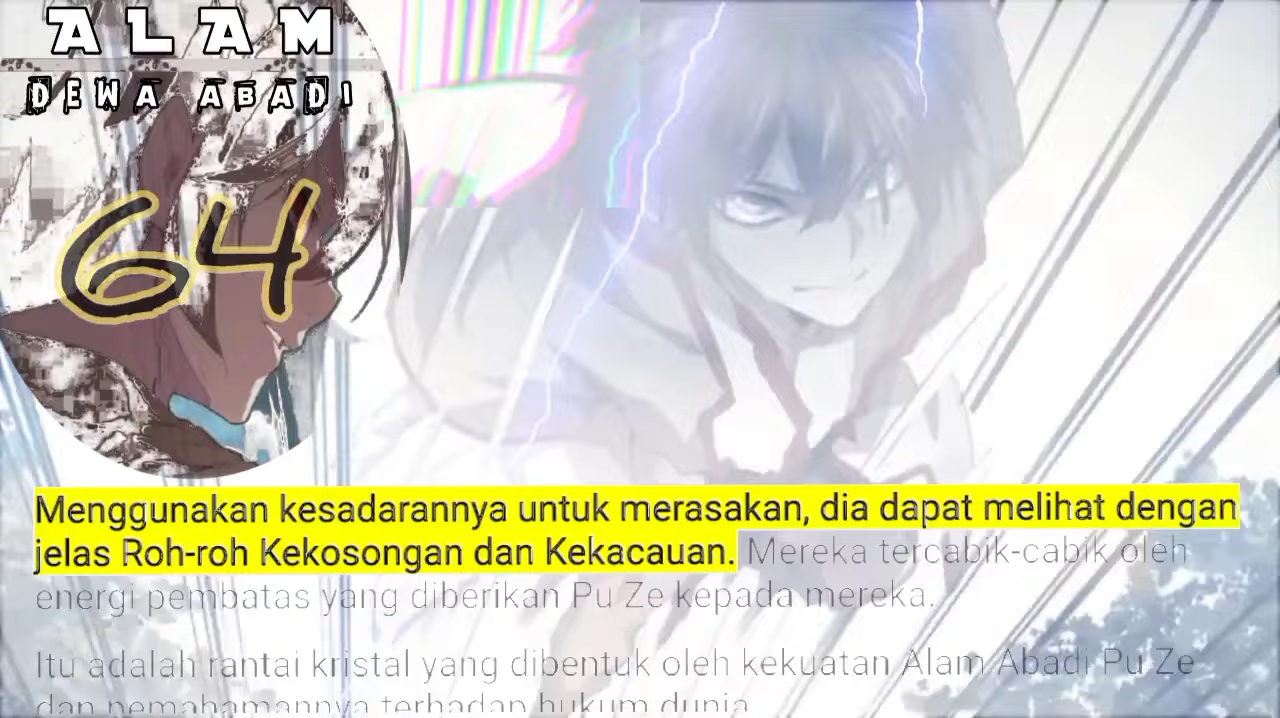 ALAM
DEWA ABADI
64
Menggunakan kesadarannya untuk merasakan, dia dapat melihat dengan
jelas Roh-roh Kekosongan dan Kekacauan. Mereka tercabik-cabik oleh
energi pembatas yang diberikan Pu Ze kepada mereka.
Itu adalah rantai kristal yang dibentuk oleh kekuatan Alam Abadi Pu Ze
dan pemahamannya terhadap hukum dunia.